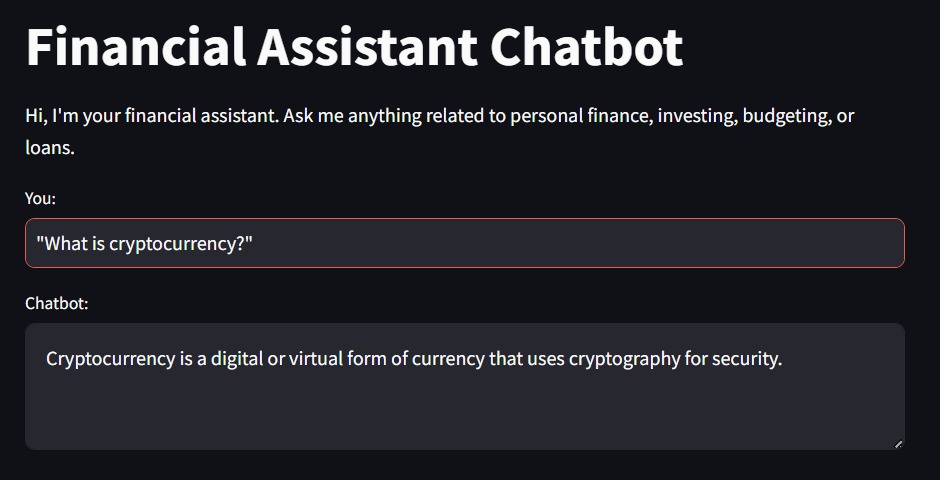 Financial Assistant Chatbot
Hi, I'm your financial assistant. Ask me anything related to personal finance, investing, budgeting, or
loans.
You:
"What is cryptocurrency?"
Chatbot:
Cryptocurrency is a digital or virtual form of currency that uses cryptography for security.